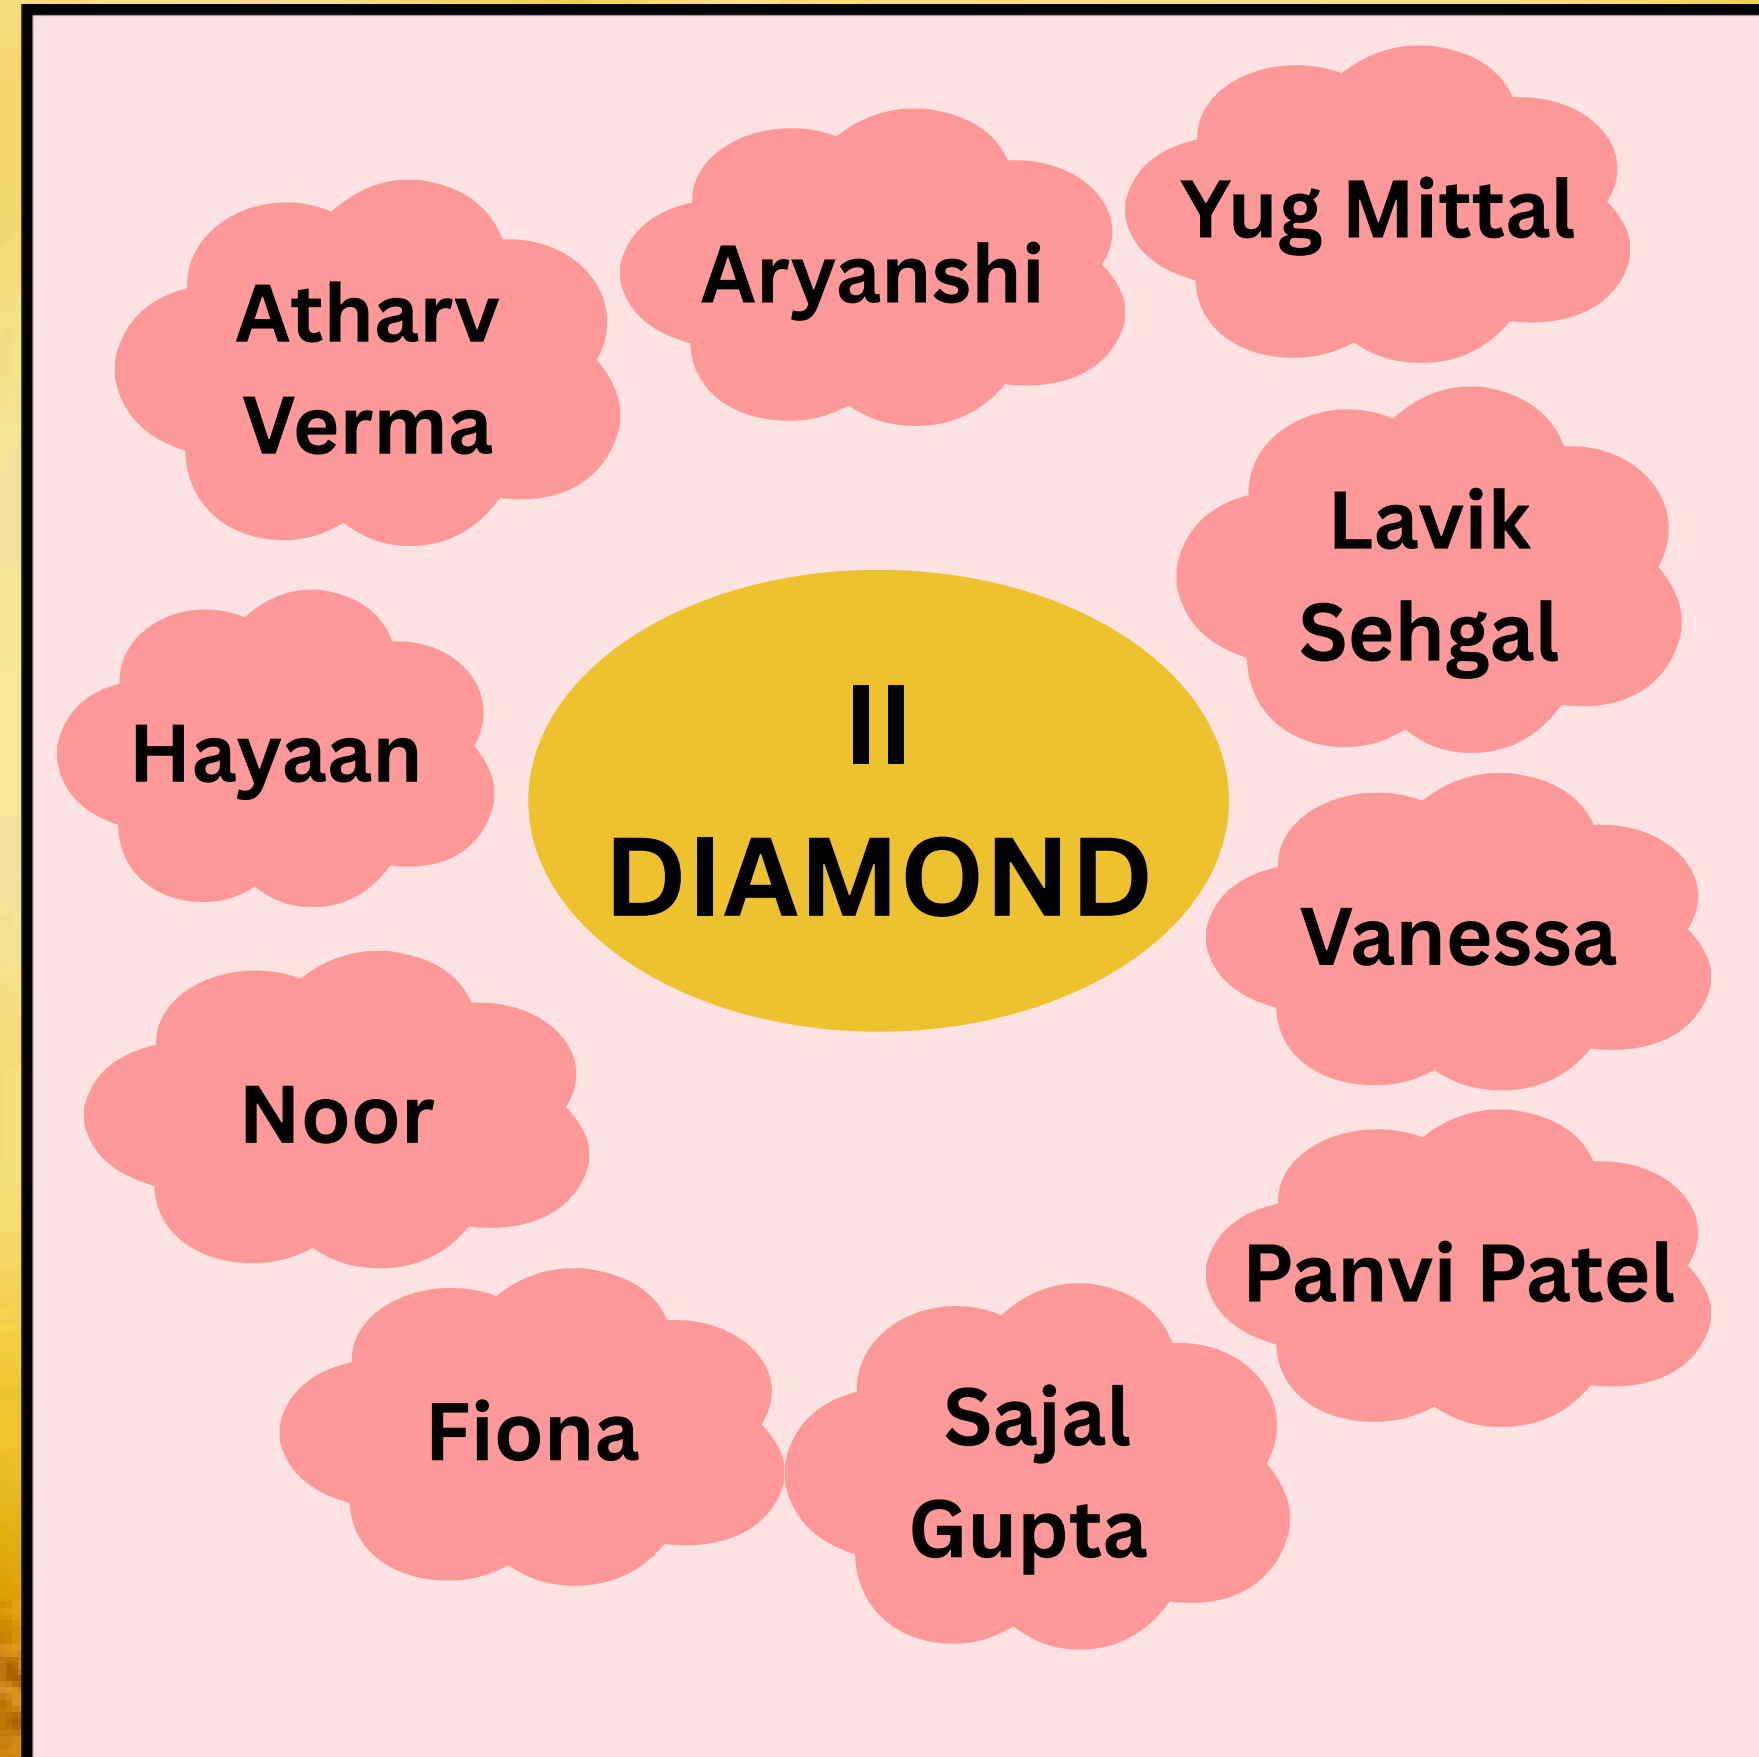 Yug Mittal
Aryanshi
Atharv
Verma
Lavik
Sehgal
Hayaan
II
DIAMOND
Vanessa
Noor
Panvi Patel
Fiona
Sajal
Gupta